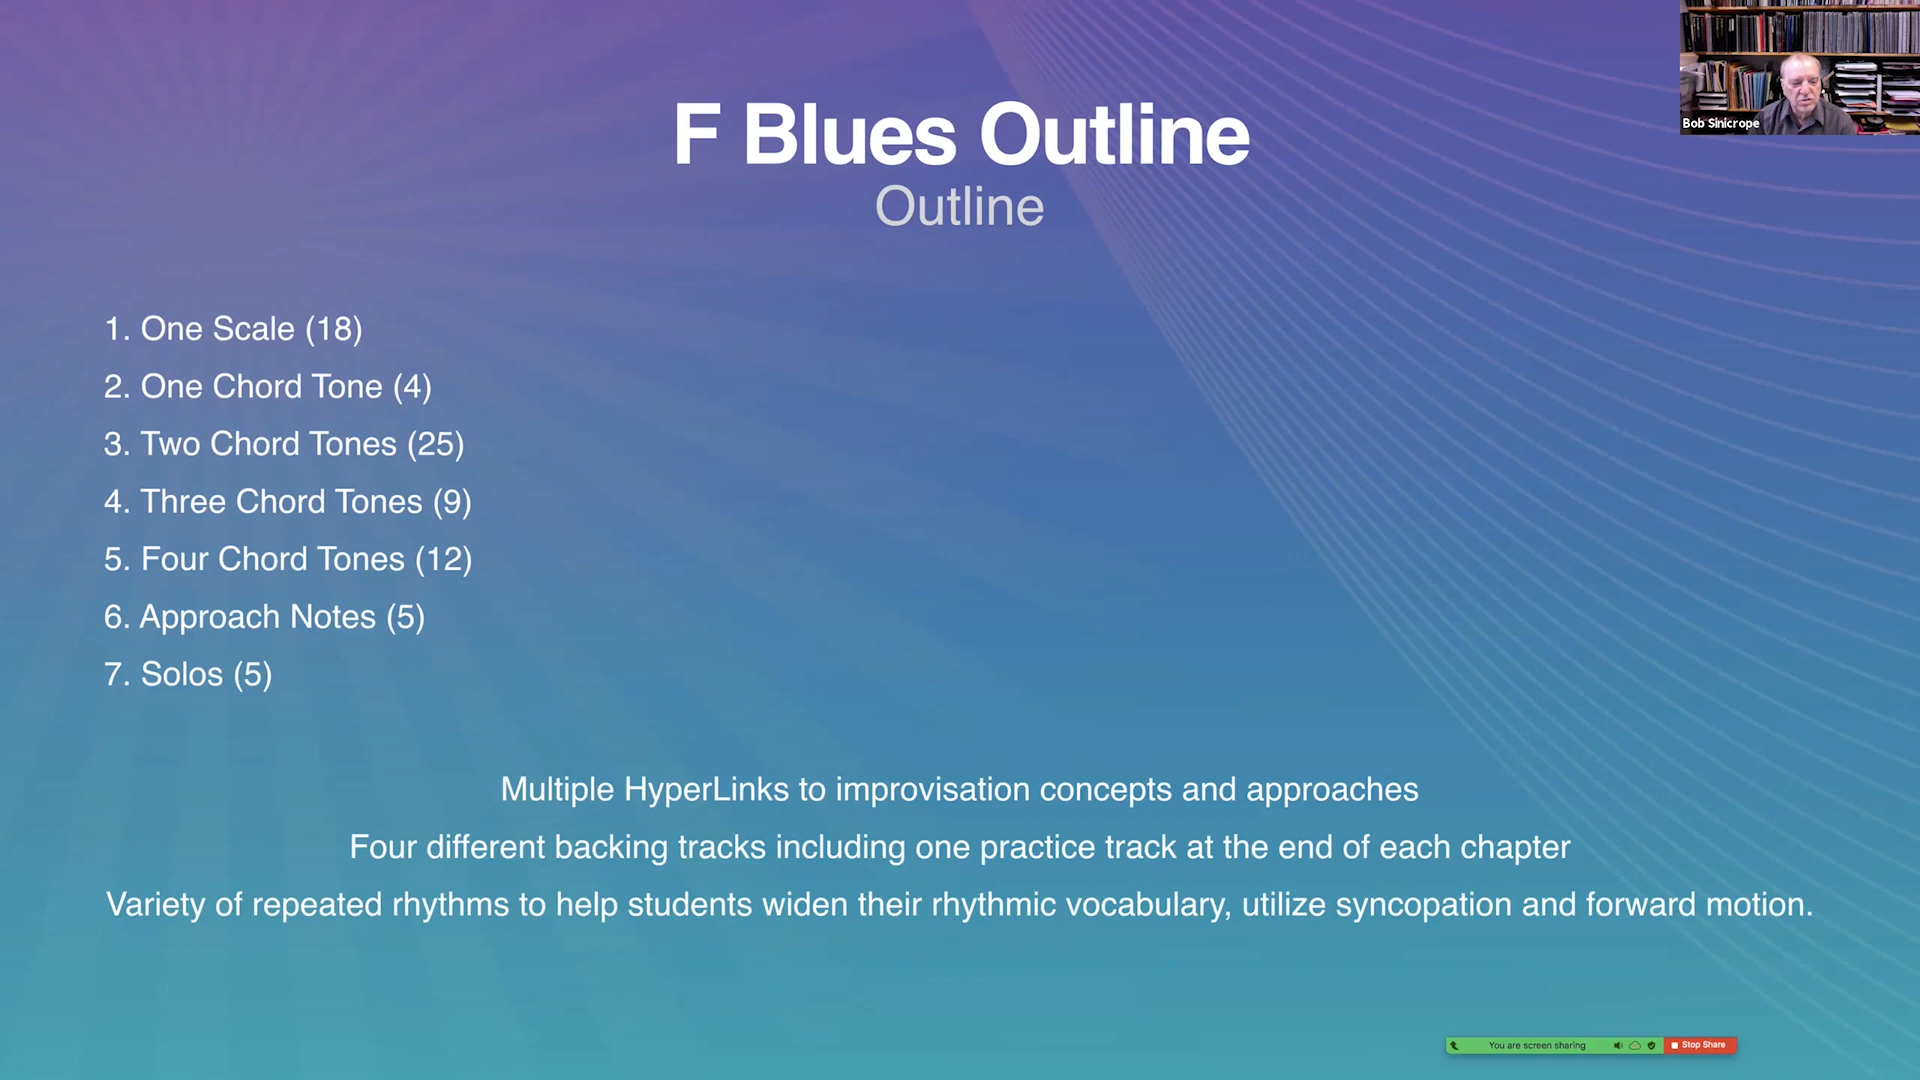 F Blues Outline
Outline
Bob Sinicrope
1. One Scale (18)
2. One Chord Tone (4)
3. Two Chord Tones (25)
4. Three Chord Tones (9)
5. Four Chord Tones (12)
6. Approach Notes (5)
7. Solos (5)
Multiple HyperLinks to improvisation concepts and approaches
Four different backing tracks including one practice track at the end of each chapter
Variety of repeated rhythms to help students widen their rhythmic vocabulary, utilize syncopation and forward motion.
You are screen sharing
Stop Share